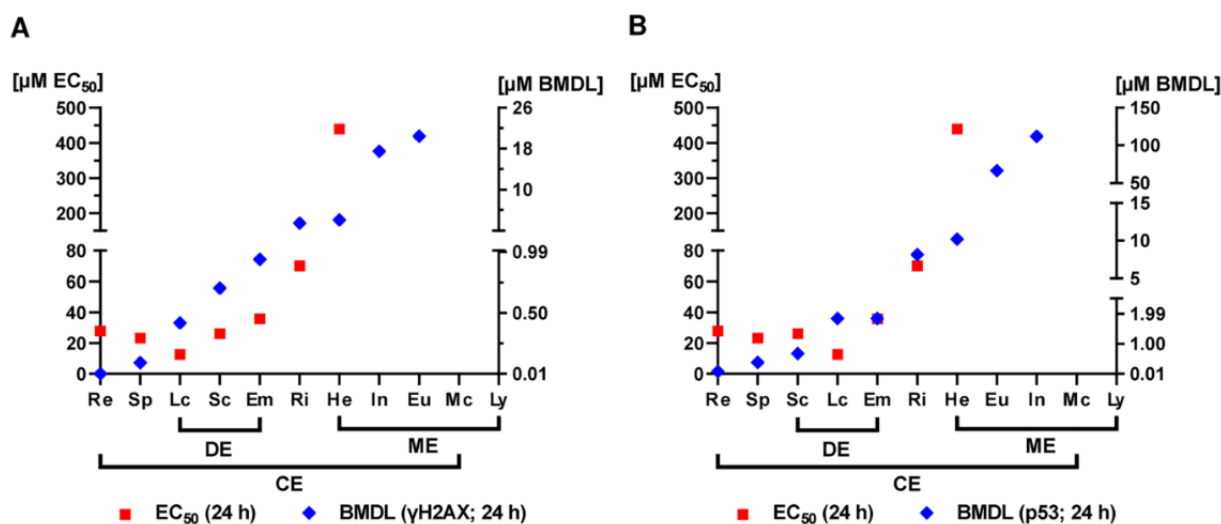 A
[µM EC50] [µM BMDL]
500 26
400 18
300
200 10
80 0.99
60
40 0.50
20
0 0.01
Re Sp Lc Sc Em Ri He In Eu Mc Ly
DE ME
CE
EC50 (24 h) BMDL (γH2AX; 24 h)
B
[µM EC50] [µM BMDL]
500 150
400 100
300 50
200 15
10
80 5
60
40 1.99
20 1.00
0 0.01
Re Sp Sc Lc Em Ri He Eu In Mc Ly
DE ME
CE
EC50 (24 h) BMDL (p53; 24 h)